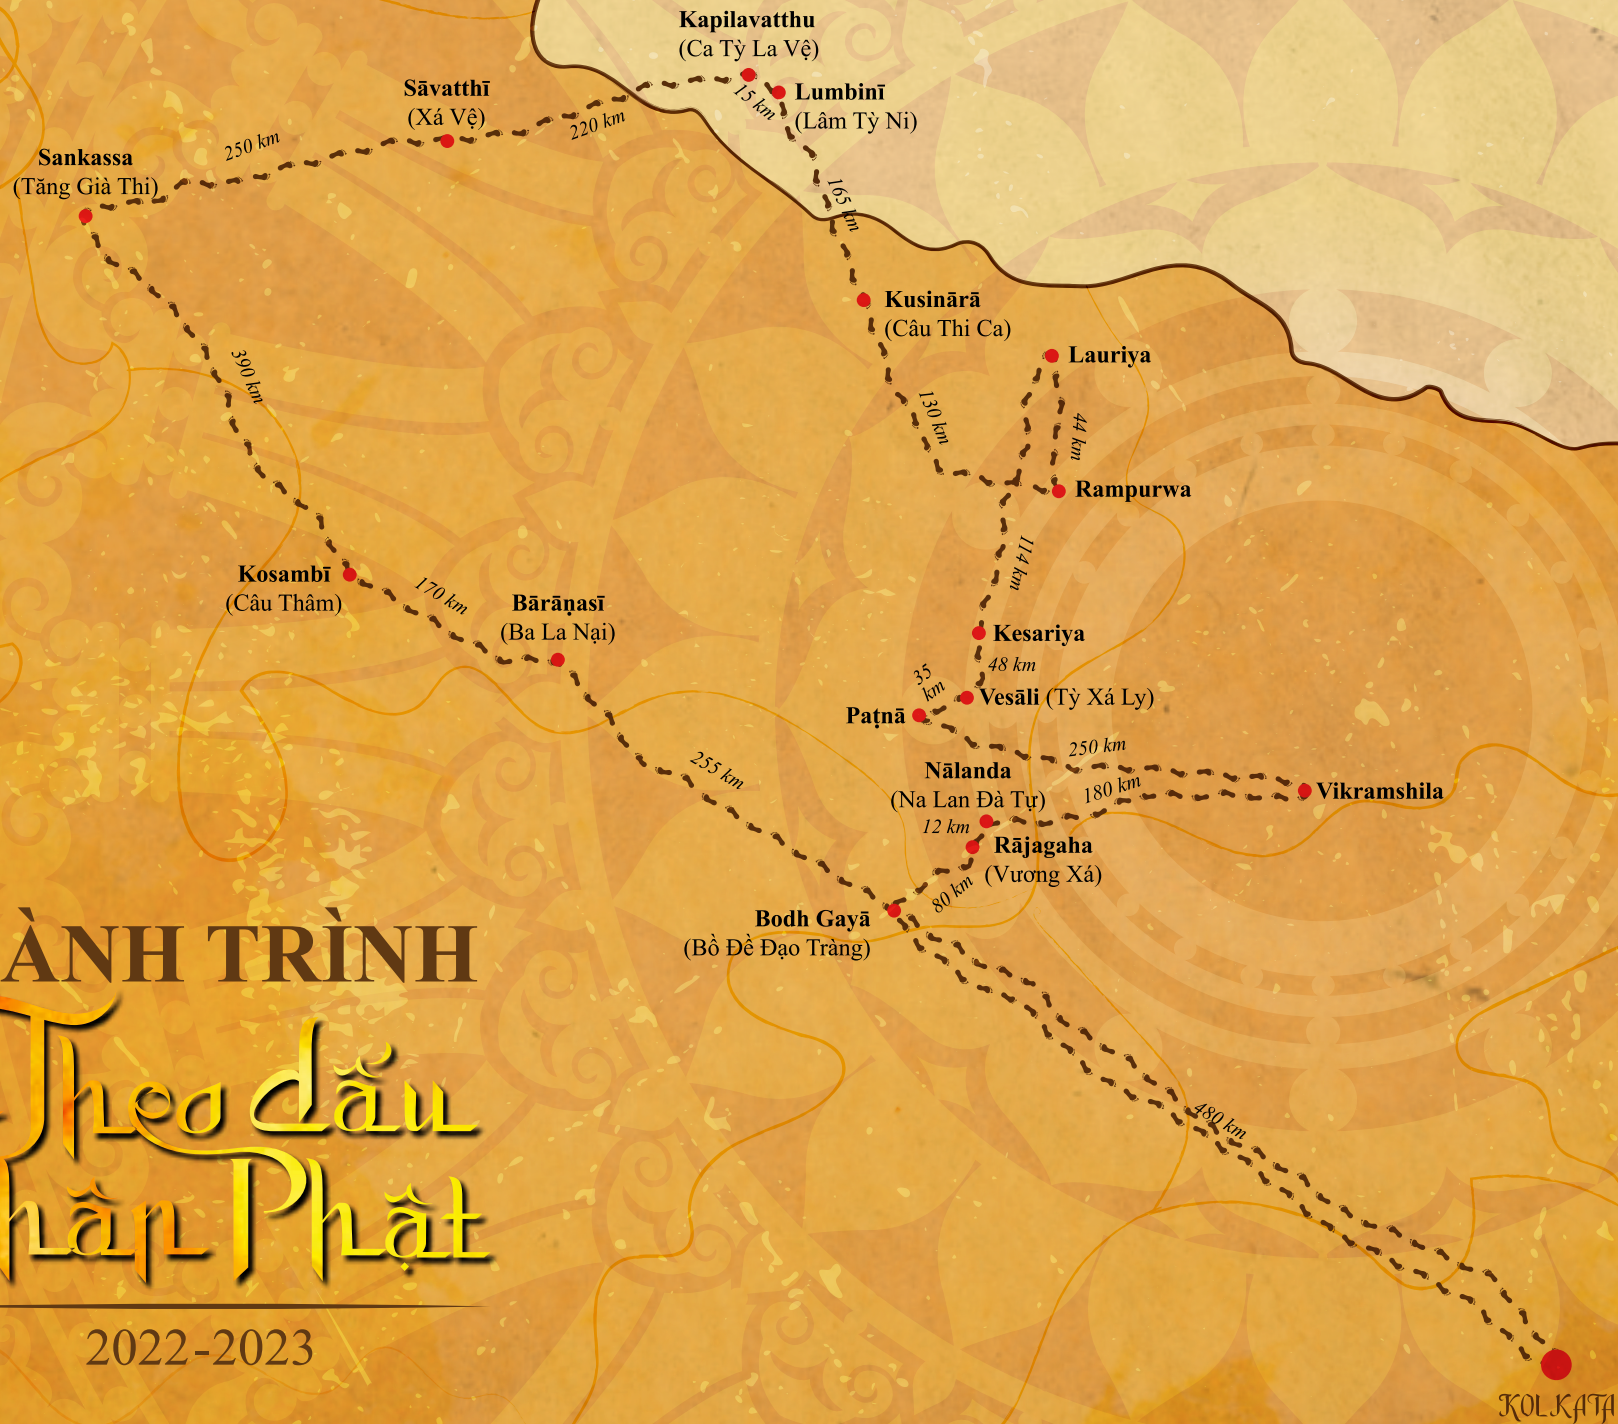 Kapilavatthu
(Ca Tỳ La Vệ)
15 km
Lumbinī
(Lâm Tỳ Ni)
Sāvatthī
(Xá Vệ)
220 km
250 km
Sankassa
(Tăng Già Thi)
165 km
Kusinārā
(Câu Thi Ca)
390 km
130 km
Lauriya
44 km
Rampurwa
114 km
Kosambī
(Câu Thâm)
170 km
Bārāṇasī
(Ba La Nại)
Kesariya
48 km
35
km
Vesāli (Tỳ Xá Ly)
Paṭnā
250 km
255 km
Nālanda
(Na Lan Đà Tự)
180 km
Vikramshila
12 km
Rājagaha
(Vương Xá)
80 km
Bodh Gayā
(Bồ Đề Đạo Tràng)
480 km
ÀNH TRÌNH
Theo dấu
hân Phật
2022-2023
KOLKATA